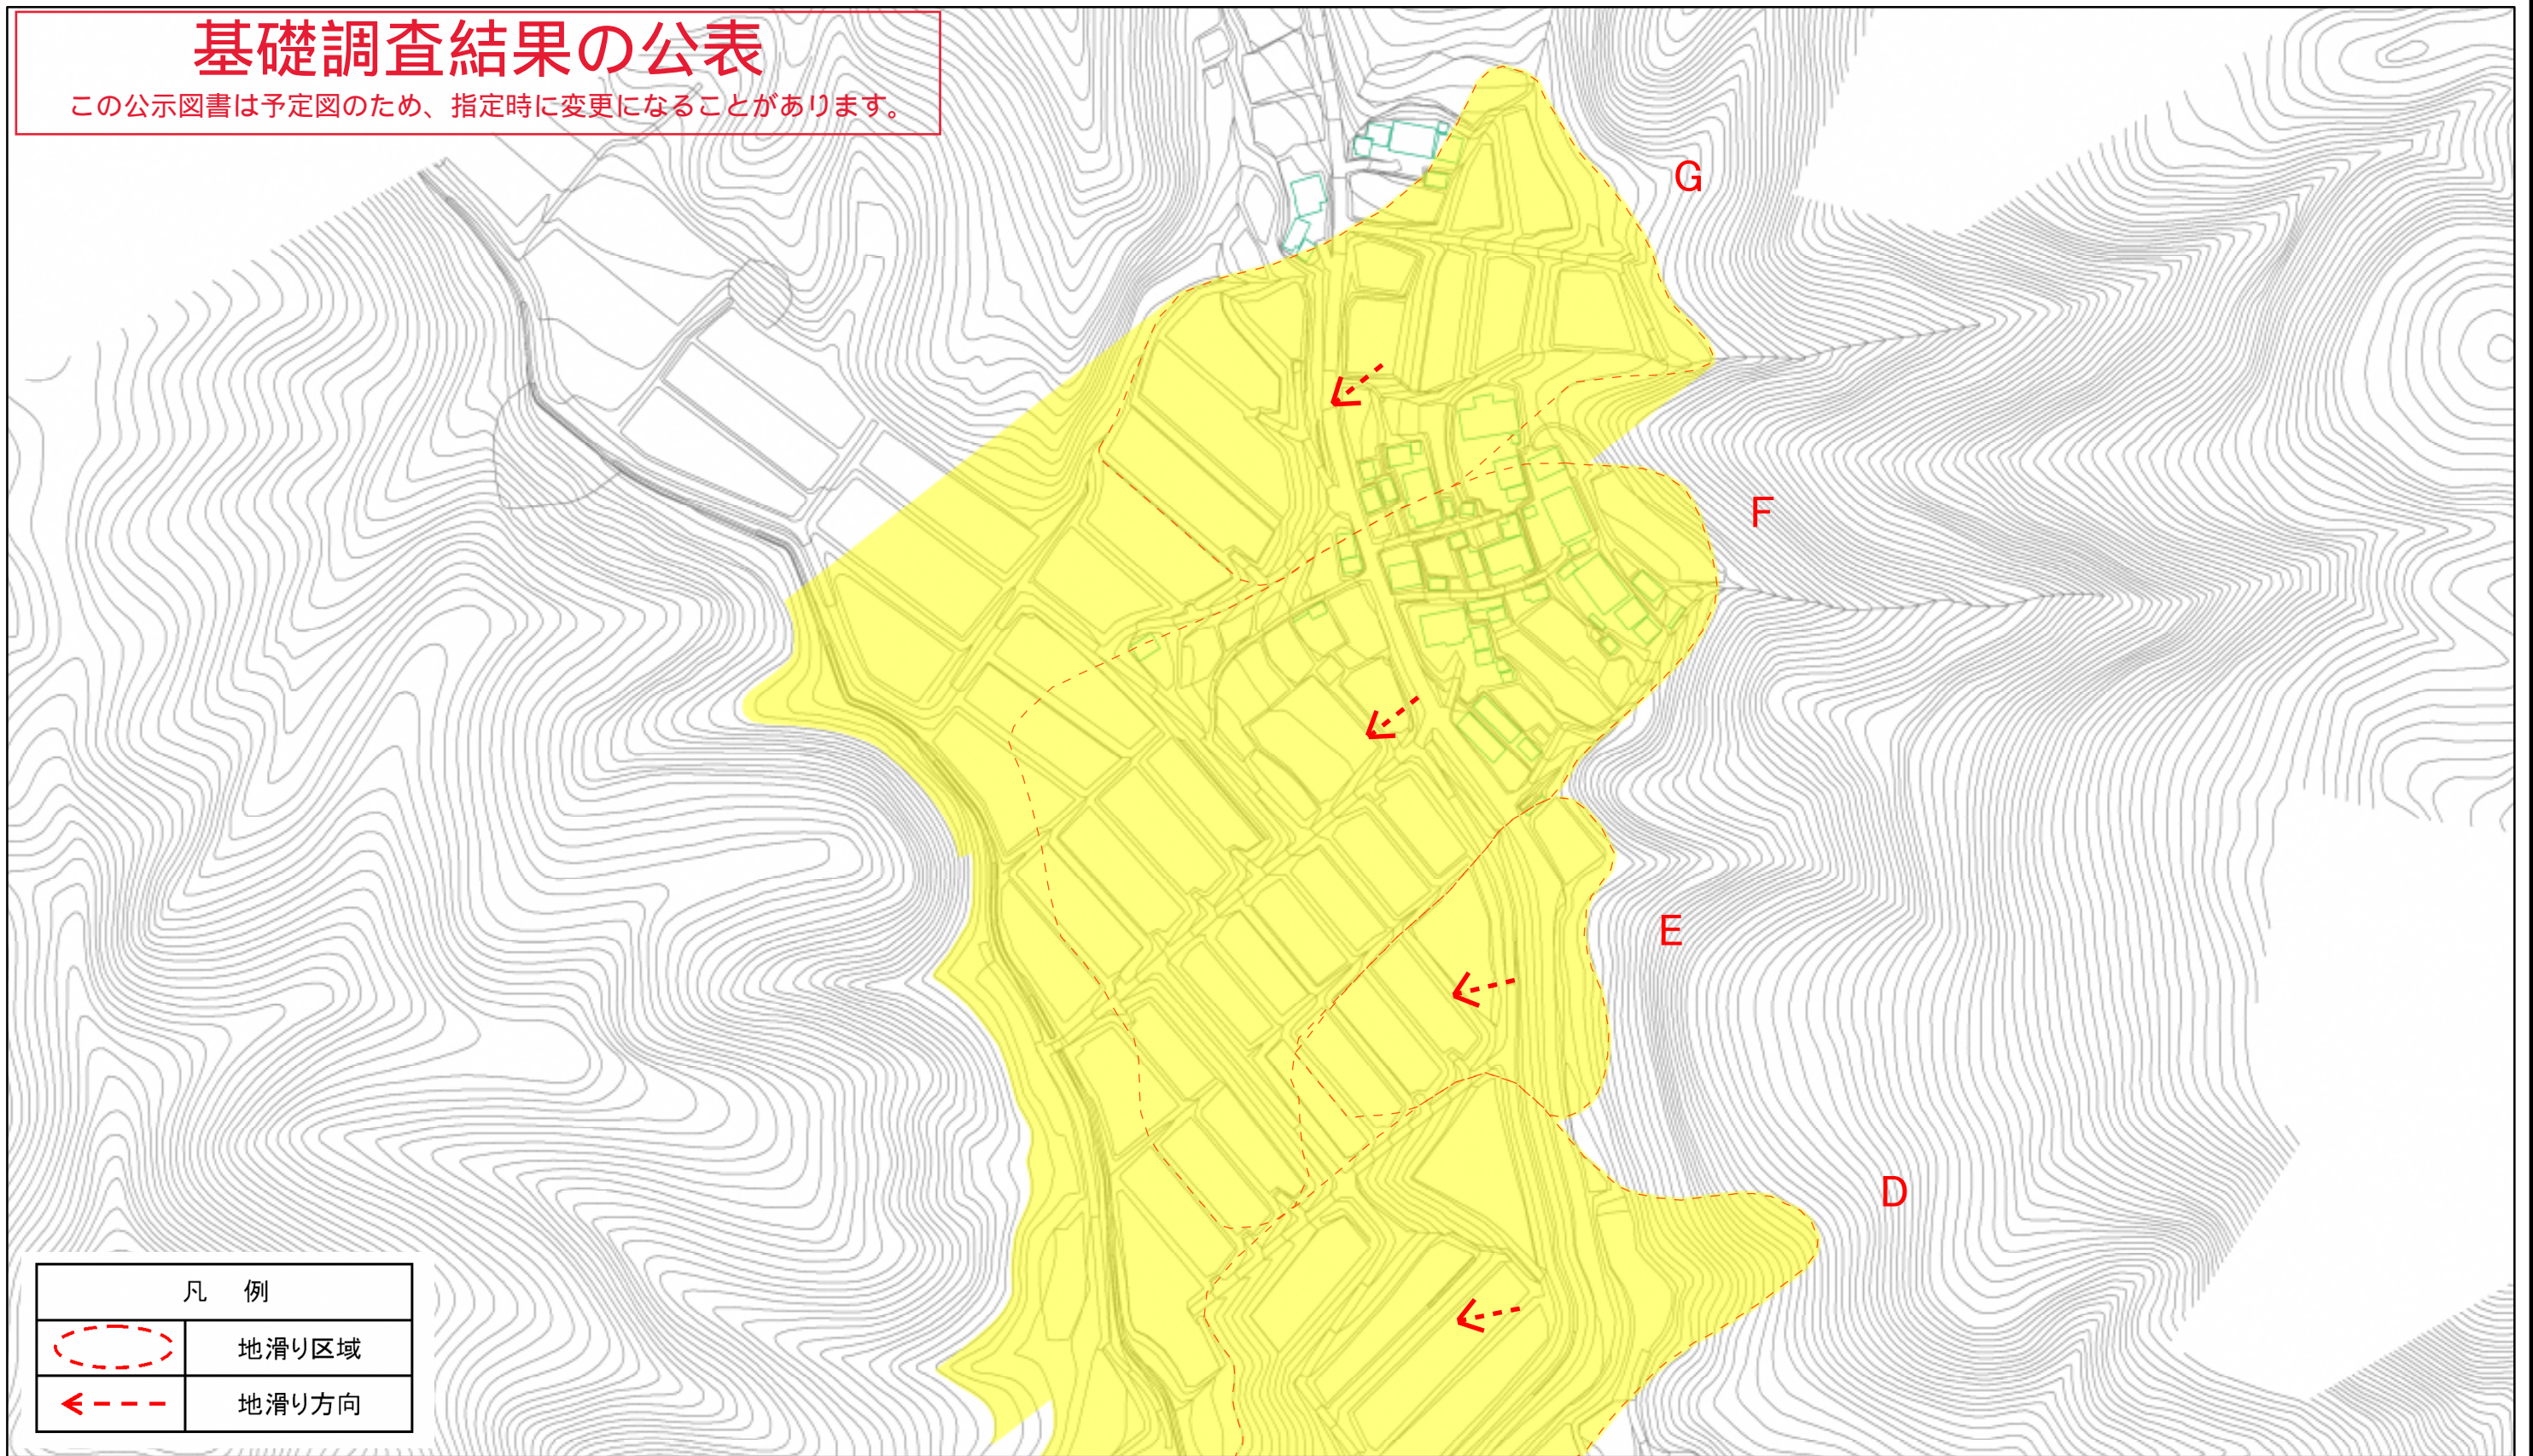 基礎調査結果の公表
この公示図書は予定図のため、指定時に変更になることがあります。
G
F
E
D
凡 例
地滑り区域
地滑り方向